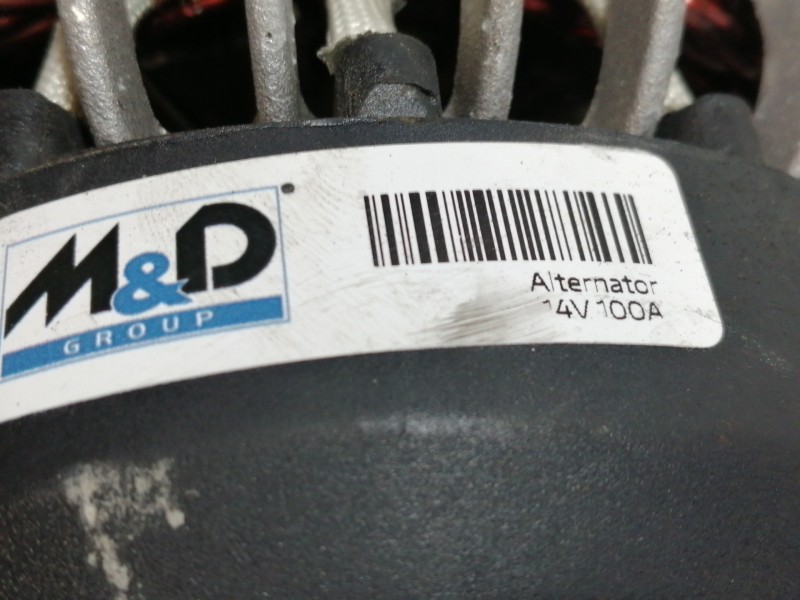 M&D
GROUP
Alternator
14V 100A